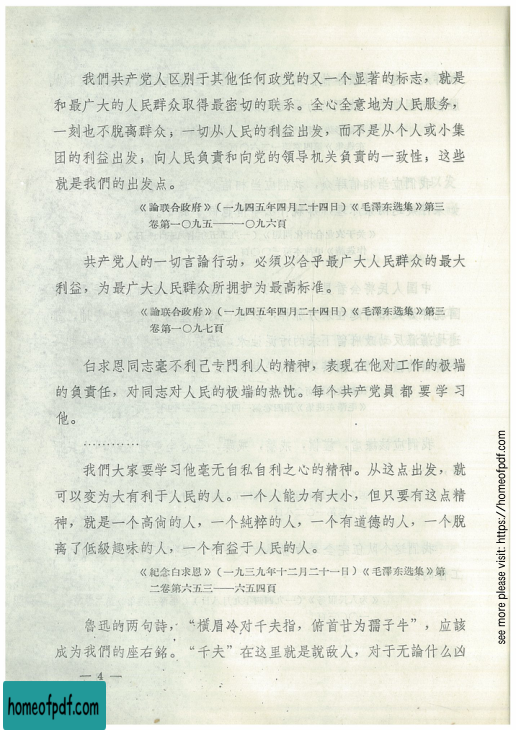 我們共产党人区別于其他任何政党的又一个显著的标志，就是
和最广大的人民群众取得最密切的联系。全心全意地为人民服务，
一刻也不脫离群众；一切从人民的利益出发，而不是从个人或小集
团的利益出发；向人民負責和向党的領导机关負責的一致性；这些
就是我們的出发点。
《論联合政府》（一九四五年四月二十四日）《毛澤东选集》第三
卷第一〇九五——一〇九六頁
共产党人的一切言論行动，必須以合乎最广大人民群众的最大
利益，为最广大人民群众所拥护为最高标准。
《論联合政府》（一九四五年四月二十四日）《毛澤东选集》第三
卷第一〇九七頁
白求恩同志毫不利己专門利人的精神，表現在他对工作的极端
的負責任，对同志对人民的极端的热忱。每个共产党員都要学习
他。
…………
我們大家要学习他毫无自私自利之心的精神。从这点出发，就
可以变为大有利于人民的人。一个人能力有大小，但只要有这点精
神，就是一个高尙的人，一个純粹的人，一个有道德的人，一个脫
离了低級趣味的人，一个有益于人民的人。
《紀念白求恩》（一九三九年十二月二十一日）《毛澤东选集》第
二卷第六五三——六五四頁
魯迅的两句詩，“橫眉冷对千夫指，俯首甘为孺子牛”，应該
成为我們的座右銘。“千夫”在这里就是說敌人，对于无論什么凶
— 4 —
homeofpdf.com
see more please visit: https://homeofpdf.com